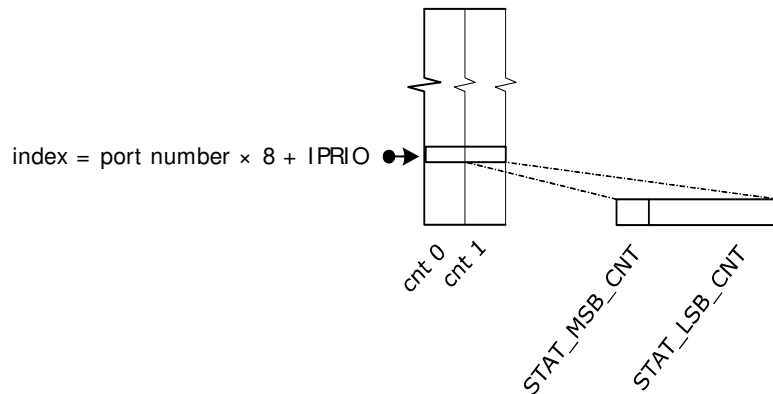 index = port number × 8 + IPRIO
cnt 0
cnt 1
STAT_MSB_CNT
STAT_LSB_CNT